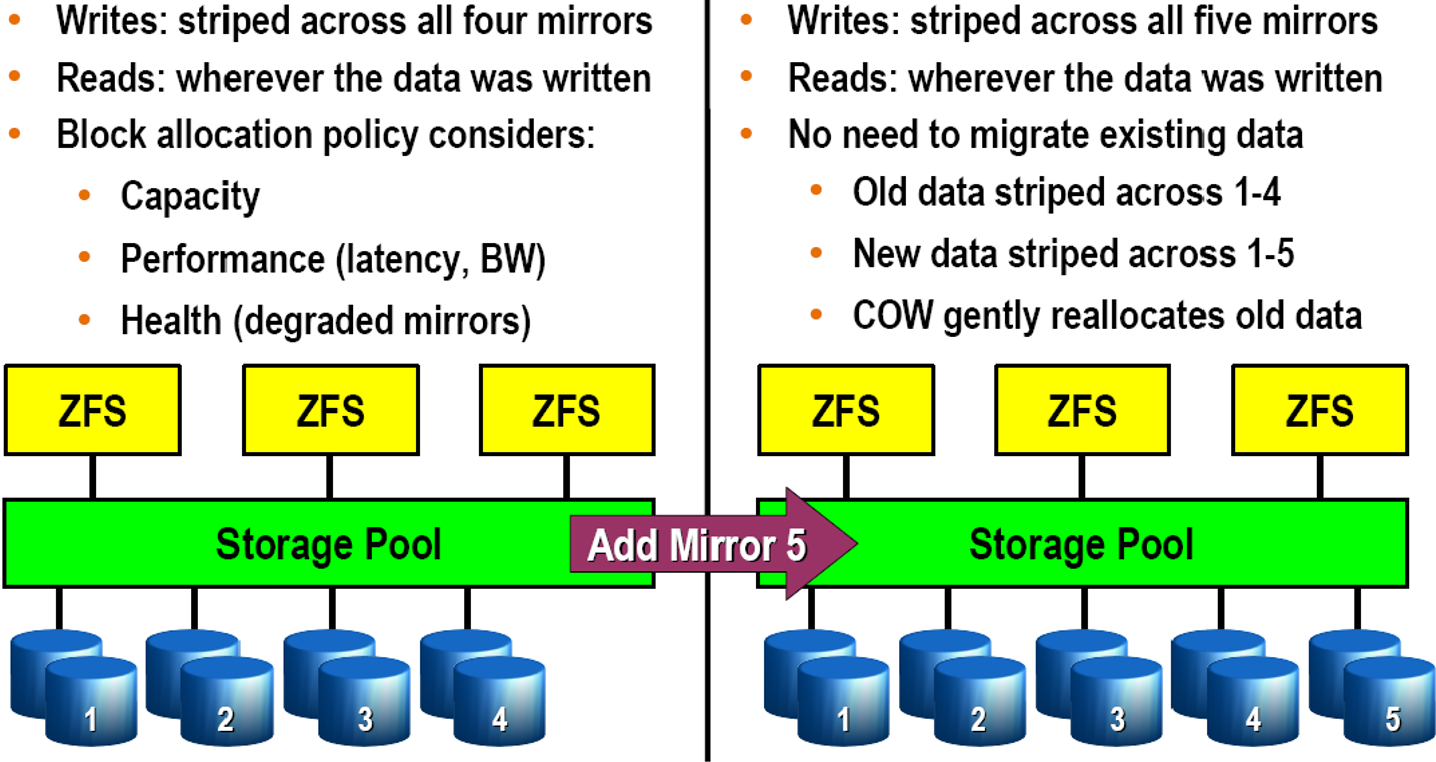 • Writes: striped across all four mirrors
• Reads: wherever the data was written
• Block allocation policy considers:
• Capacity
• Performance (latency, BW)
• Health (degraded mirrors)
ZFS
ZFS
ZFS
Storage Pool
1
2
3
4
Add Mirror 5
• Writes: striped across all five mirrors
• Reads: wherever the data was written
• No need to migrate existing data
• Old data striped across 1-4
• New data striped across 1-5
• COW gently reallocates old data
ZFS
ZFS
ZFS
Storage Pool
1
2
3
4
5